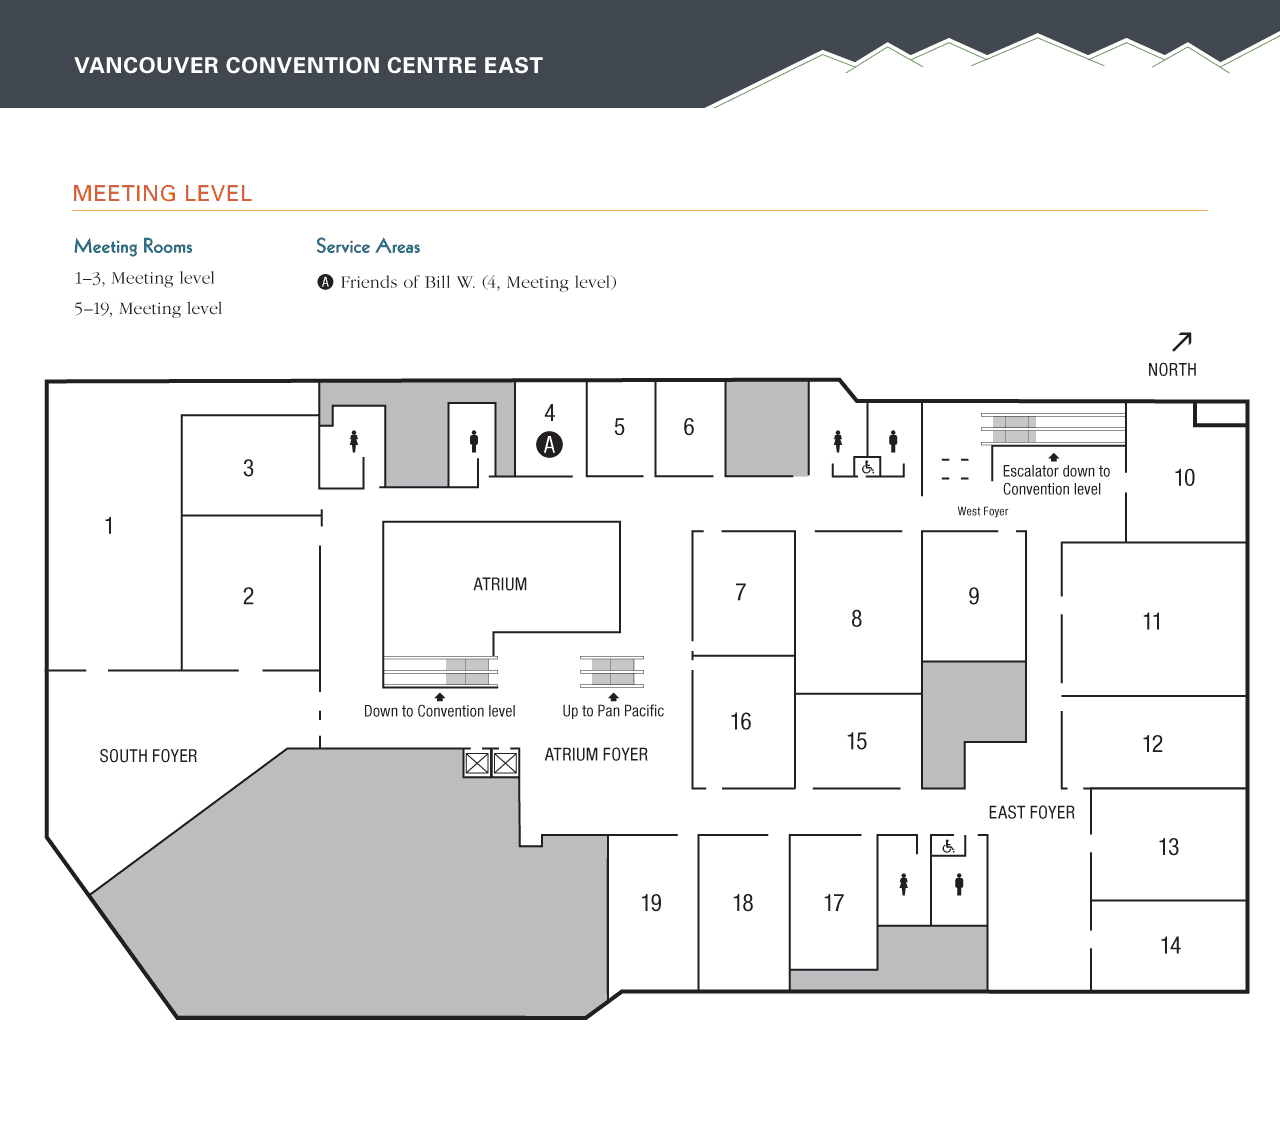 VANCOUVER CONVENTION CENTRE EAST
MEETING LEVEL
Meeting Rooms
1–3, Meeting level
5–19, Meeting level
Service Areas
A Friends of Bill W. (4, Meeting level)
NORTH
1
2
3
4
A
5
6
Escalator down to
Convention level
10
West Foyer
ATRIUM
7
8
9
11
Down to Convention level
Up to Pan Pacific
16
15
12
SOUTH FOYER
ATRIUM FOYER
EAST FOYER
13
19
18
17
14